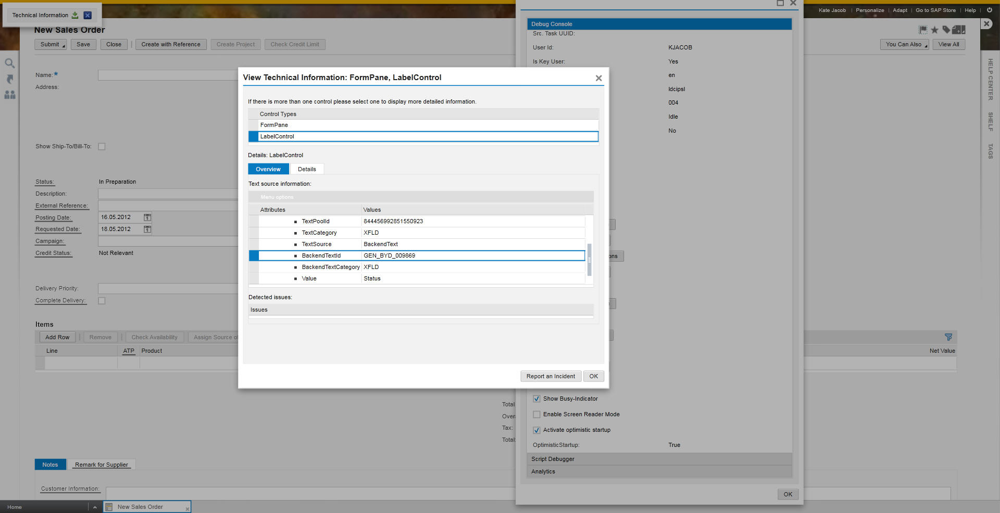 Technical Information
Kate Jacob | Personalize | Adapt | Go to SAP Store | Help
New Sales Order
Submit Save Close | Create with Reference Create Project Check Credit Limit
You Can Also View All
Name:*
Address:
Show Ship-To/Bill-To:
Status: In Preparation
Description:
External Reference:
Posting Date: 16.05.2012
Requested Date: 18.05.2012
Campaign:
Credit Status: Not Relevant
Delivery Priority:
Complete Delivery:
Items
Add Row | Remove | Check Availability Assign Source of
Line ATP Product Net Value
Total
Tax:
Total:
Notes Remark for Supplier
Customer Information:
Home New Sales Order
View Technical Information: FormPane, LabelControl
If there is more than one control please select one to display more detailed information.
Control Types
FormPane
LabelControl
Details: LabelControl
Overview Details
Text source information:
Menu options
Attributes Values
TextPoolId 844456992851550923
TextCategory XFLD
TextSource BackendText
BackendTextId GEN_BYD_009869
BackendTextCategory XFLD
Value Status
Detected issues:
Issues
Report an Incident OK
Debug Console
Src. Task UUID:
User Id: KJACOB
Is Key User: Yes
en
ldcipsl
004
Idle
No
ons
Show Busy-Indicator
Enable Screen Reader Mode
Activate optimistic startup
OptimisticStartup: True
Script Debugger
Analytics
OK
HELP CENTER
SHELF
TAGS